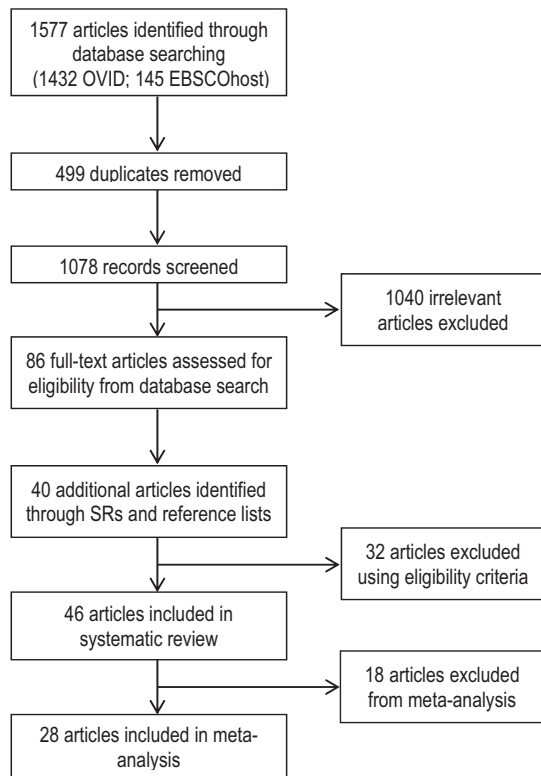 1577 articles identified through
database searching
(1432 OVID; 145 EBSCOhost)
499 duplicates removed
1078 records screened
1040 irrelevant
articles excluded
86 full-text articles assessed for
eligibility from database search
40 additional articles identified
through SRs and reference lists
32 articles excluded
using eligibility criteria
46 articles included in
systematic review
18 articles excluded
from meta-analysis
28 articles included in meta-
analysis